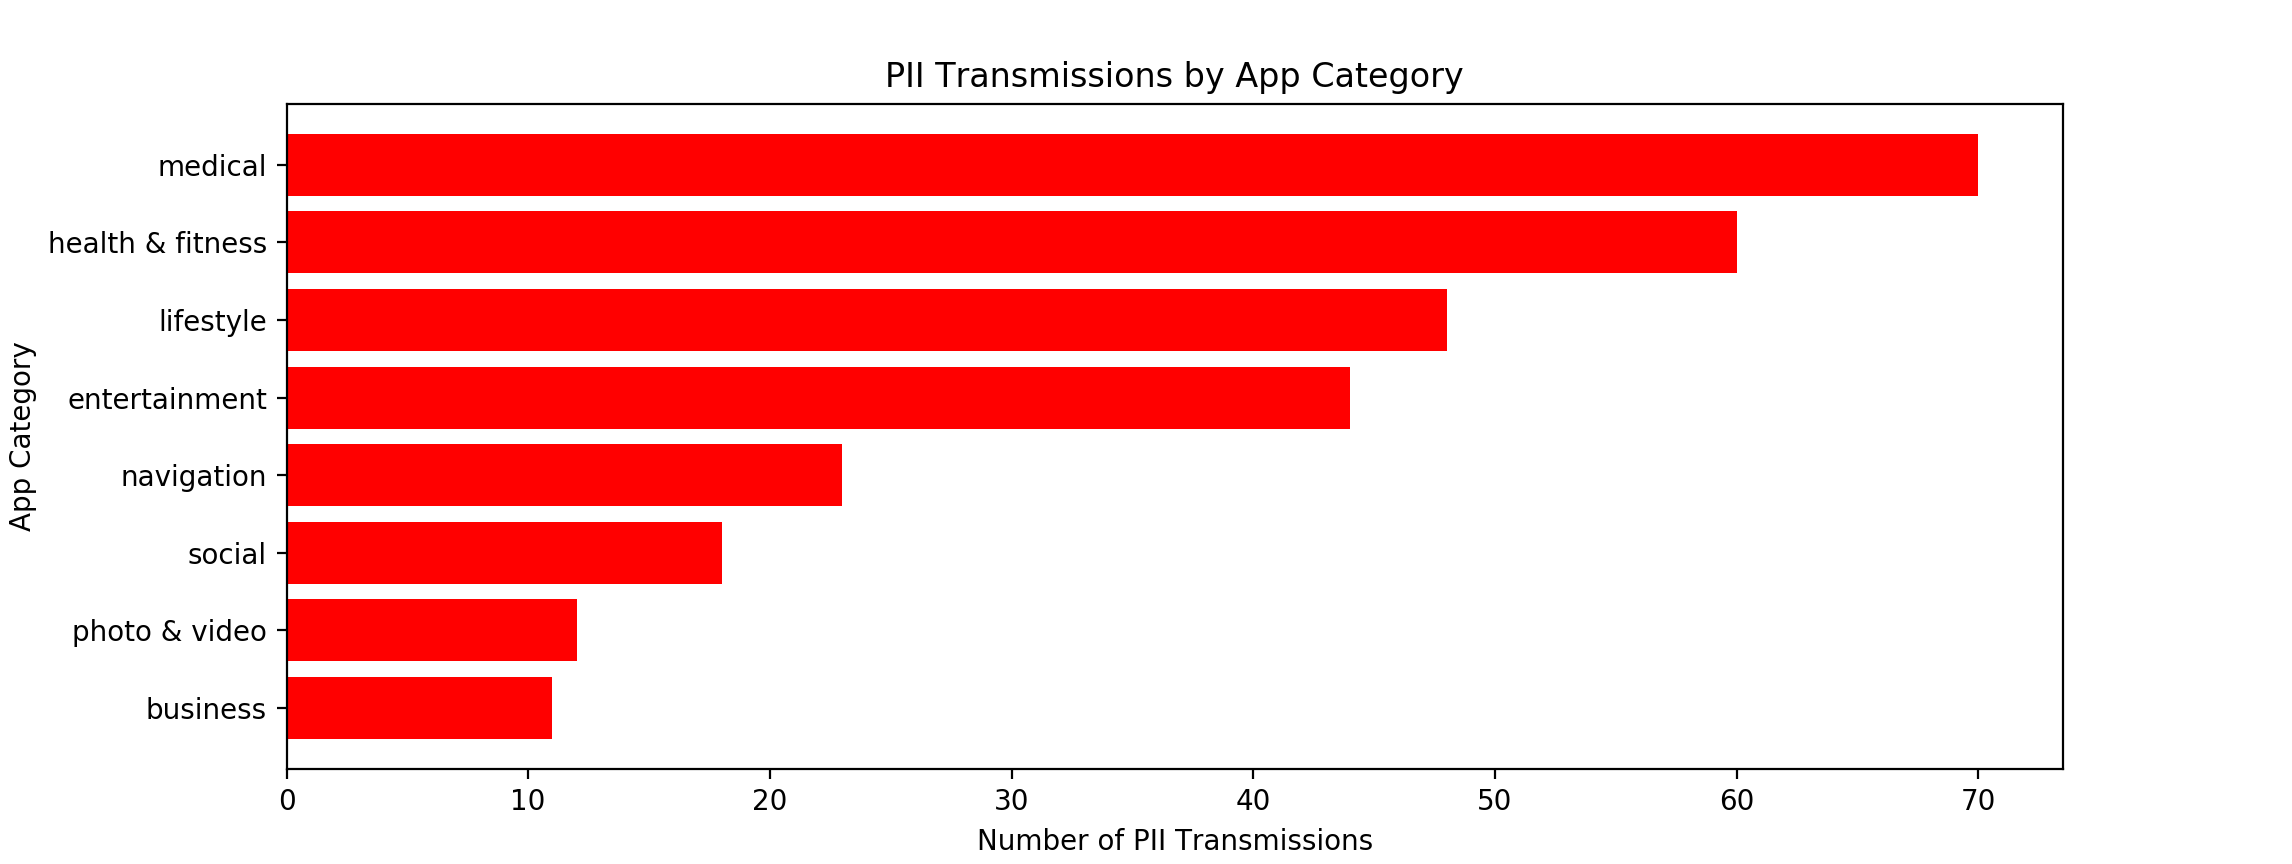 PII Transmissions by App Category
medical
health & fitness
lifestyle
entertainment
navigation
social
photo & video
business
App Category
0 10 20 30 40 50 60 70
Number of PII Transmissions